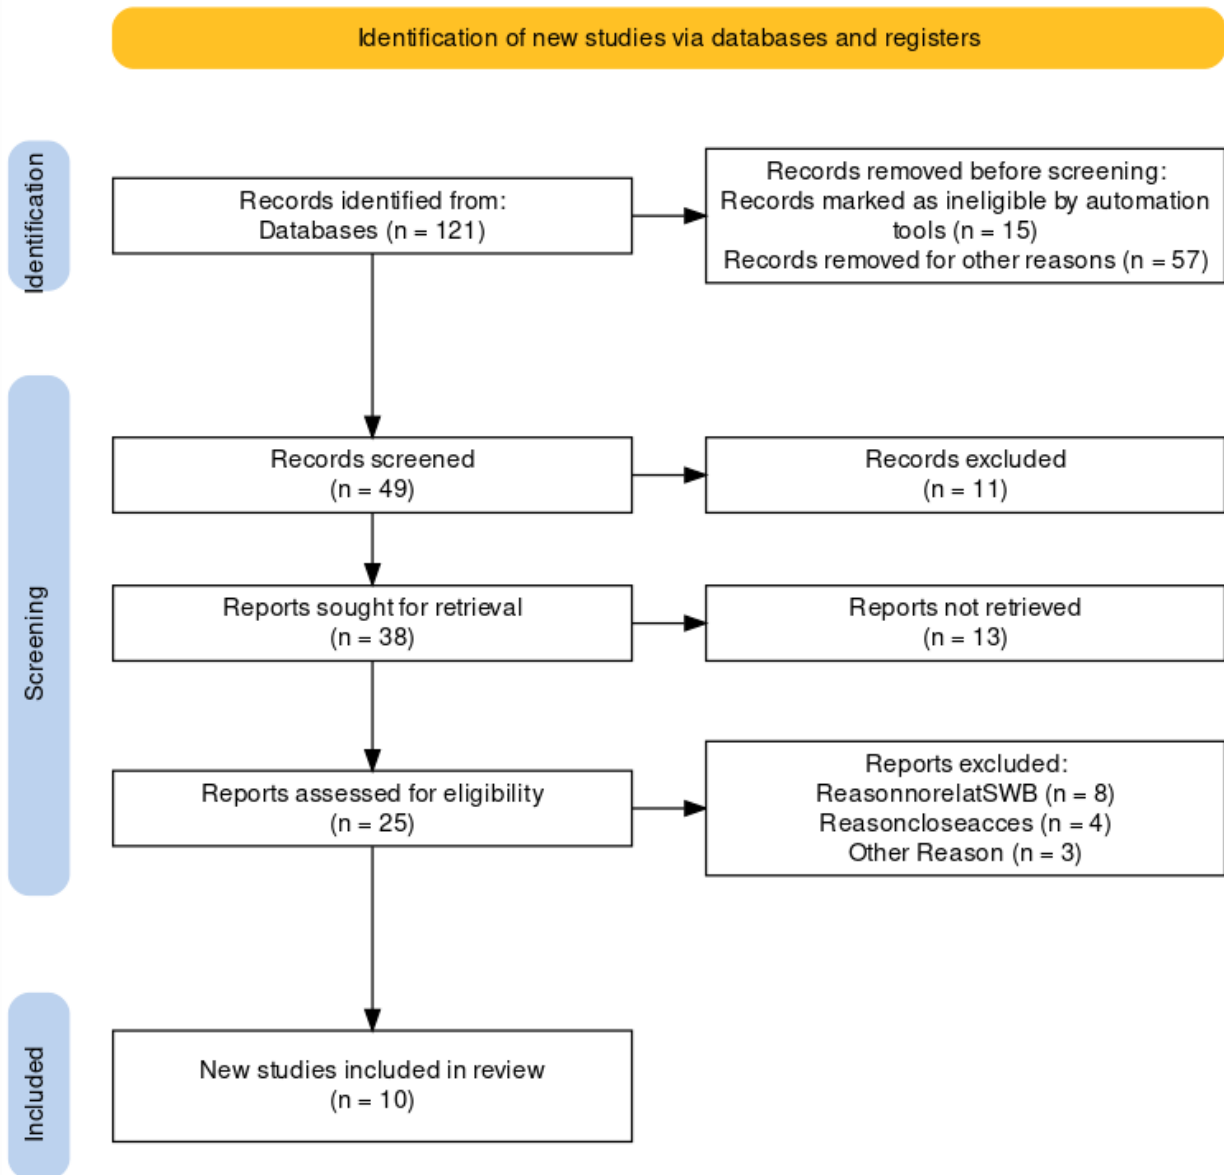 Identification of new studies via databases and registers
Identification
Records identified from:
Databases (n = 121)
Records removed before screening:
Records marked as ineligible by automation
tools (n = 15)
Records removed for other reasons (n = 57)
Screening
Records screened
(n = 49)
Records excluded
(n = 11)
Reports sought for retrieval
(n = 38)
Reports not retrieved
(n = 13)
Reports assessed for eligibility
(n = 25)
Reports excluded:
ReasonnorelatSWB (n = 8)
Reasoncloseacces (n = 4)
Other Reason (n = 3)
Included
New studies included in review
(n = 10)